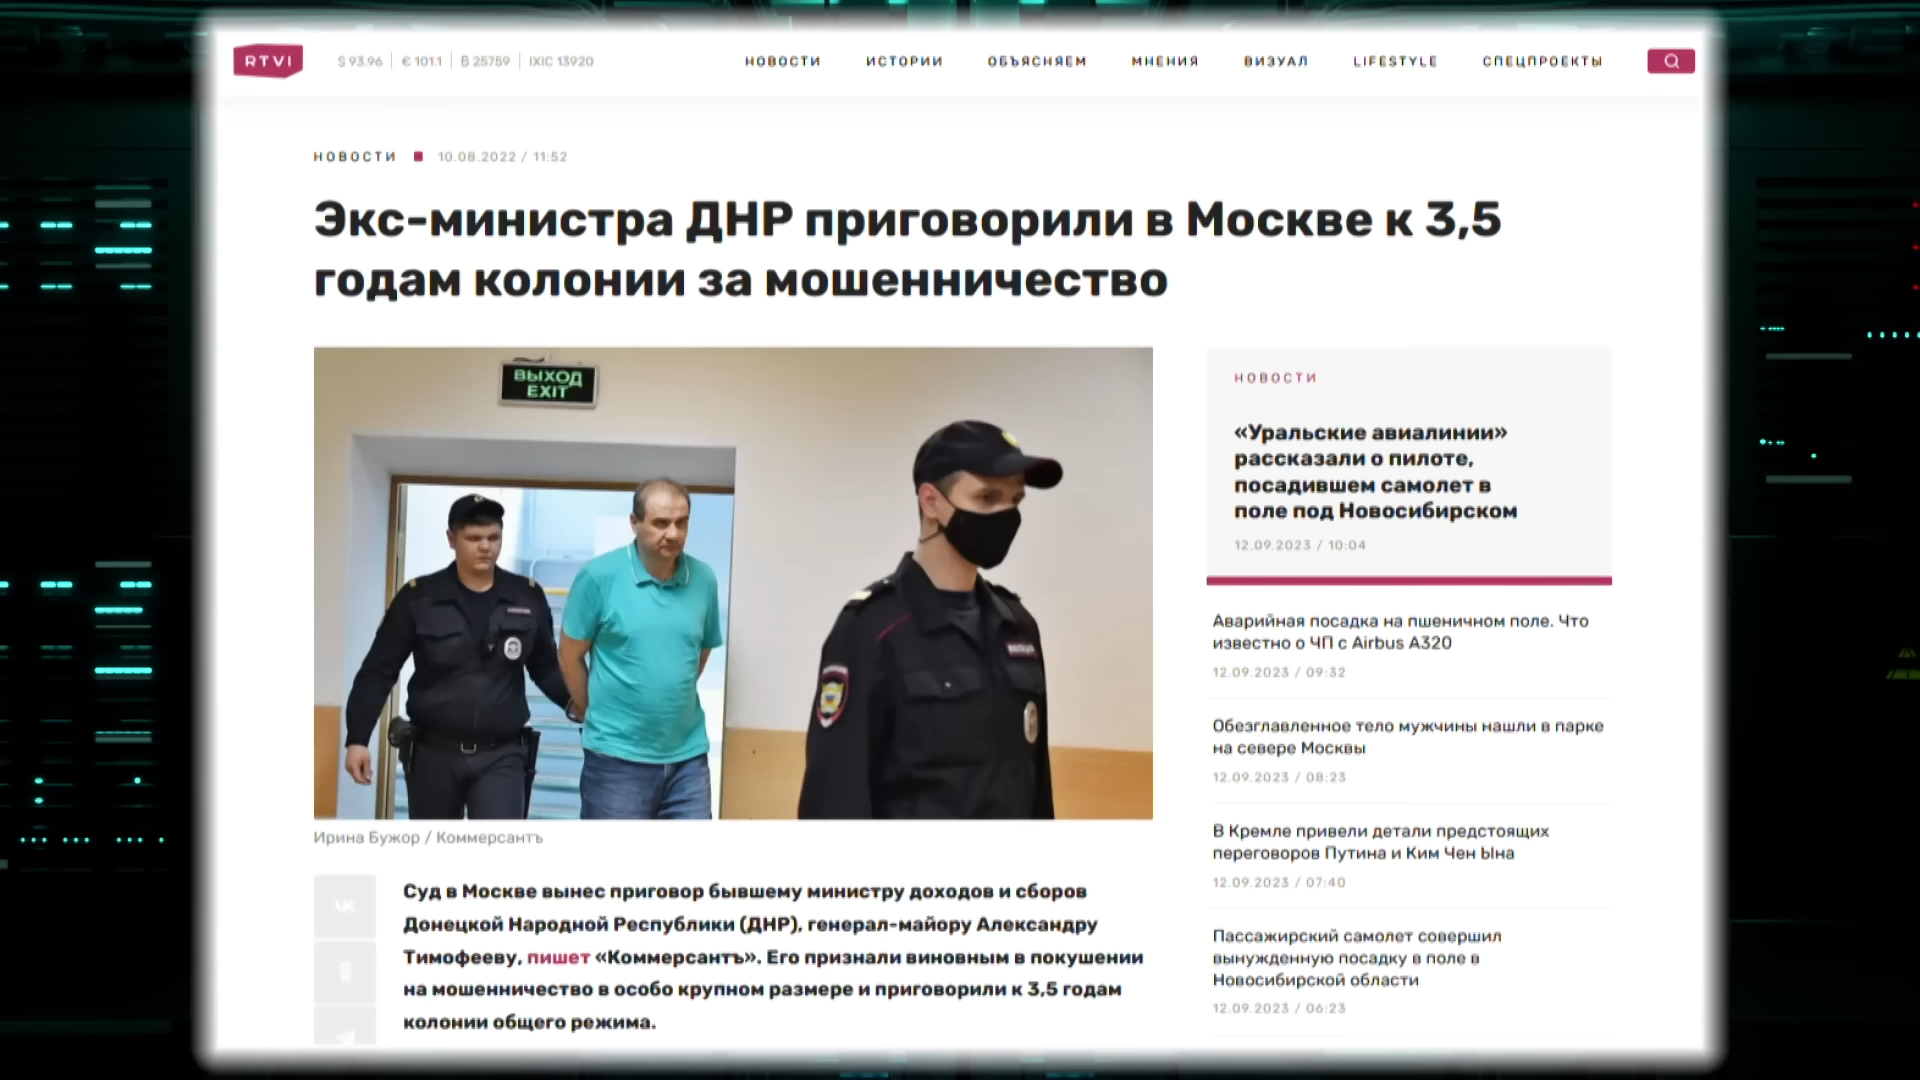 RTVI
$ 93.96 € 101.1 ₿ 25759 IXIC 13920
НОВОСТИ ИСТОРИИ ОБЪЯСНЯЕМ МНЕНИЯ ВИЗУАЛ LIFESTYLE СПЕЦПРОЕКТЫ
НОВОСТИ 10.08.2022 / 11:52
Экс-министра ДНР приговорили в Москве к 3,5
годам колонии за мошенничество
ВЫХОД
EXIT
Ирина Бужор / Коммерсантъ
Суд в Москве вынес приговор бывшему министру доходов и сборов
Донецкой Народной Республики (ДНР), генерал-майору Александру
Тимофееву, пишет «Коммерсантъ». Его признали виновным в покушении
на мошенничество в особо крупном размере и приговорили к 3,5 годам
колонии общего режима.
НОВОСТИ
«Уральские авиалинии»
рассказали о пилоте,
посадившем самолет в
поле под Новосибирском
12.09.2023 / 10:04
Аварийная посадка на пшеничном поле. Что
известно о ЧП с Airbus A320
12.09.2023 / 09:32
Обезглавленное тело мужчины нашли в парке
на севере Москвы
12.09.2023 / 08:23
В Кремле привели детали предстоящих
переговоров Путина и Ким Чен Ына
12.09.2023 / 07:40
Пассажирский самолет совершил
вынужденную посадку в поле в
Новосибирской области
12.09.2023 / 06:23